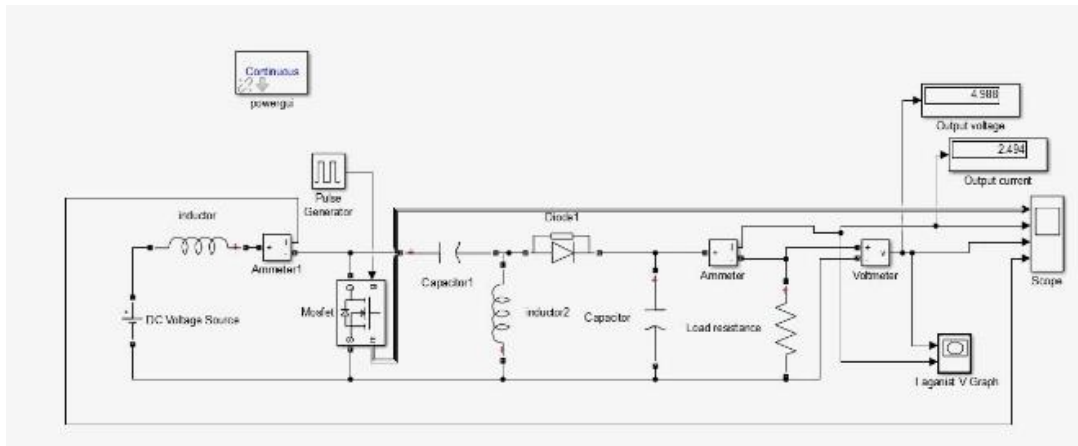 Continuous
powergui
4.988
Output voltage
2.494
Output current
Pulse
Generator
inductor
Diode1
Scope
Ammeter1
Capacitor1
Ammeter
Voltmeter
Mosfet
DC Voltage Source
inductor2
Capacitor
Load resistance
V Graph